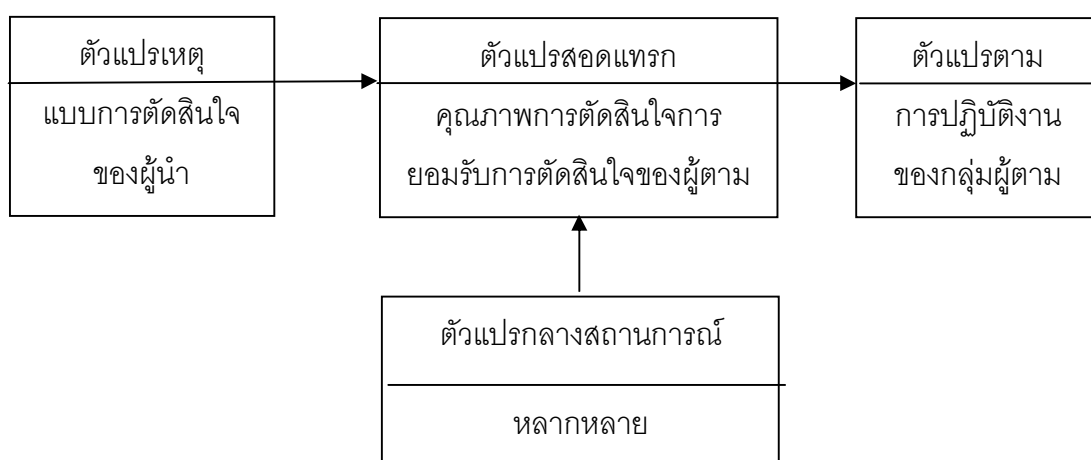 ตัวแปรเหตุ
แบบการตัดสินใจ
ของผู้นำ
ตัวแปรสอดแทรก
คุณภาพการตัดสินใจการ
ยอมรับการตัดสินใจของผู้ตาม
ตัวแปรตาม
การปฏิบัติงาน
ของกลุ่มผู้ตาม
ตัวแปรกลางสถานการณ์
หลากหลาย